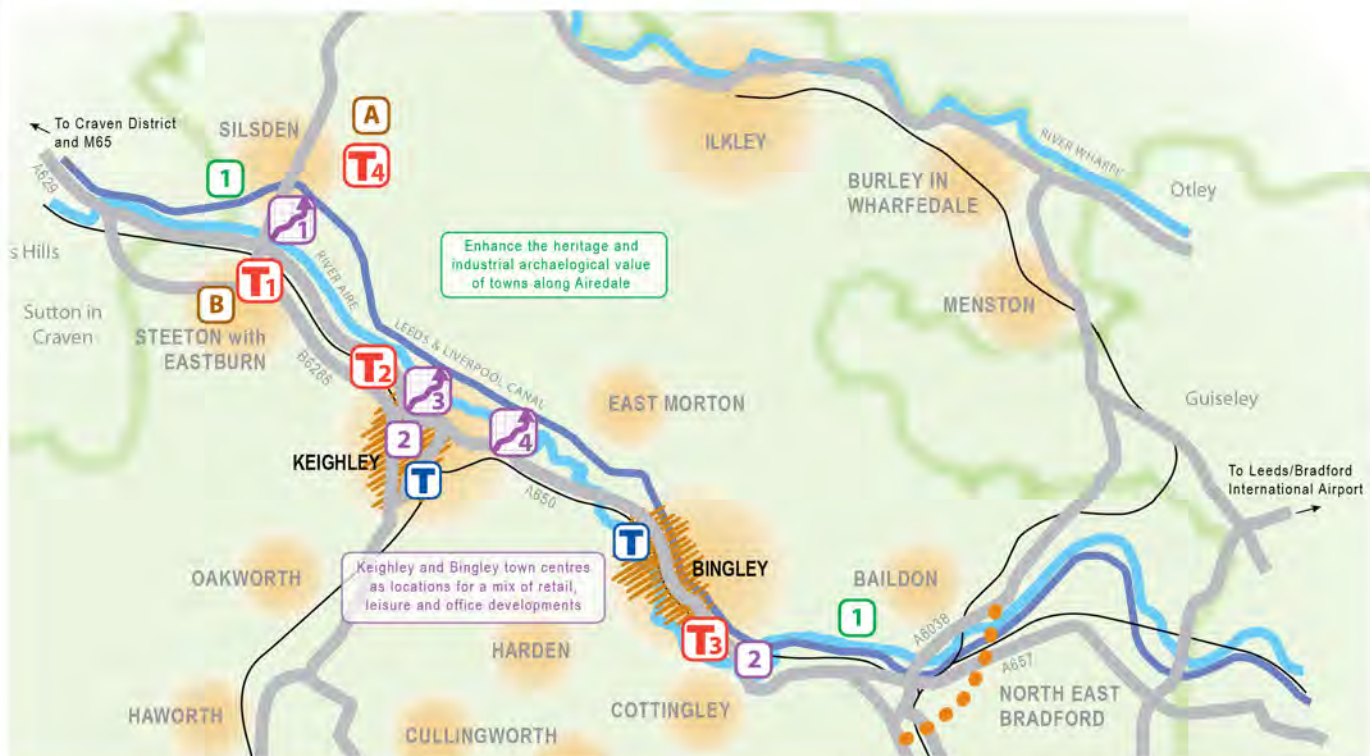 To Craven District
and M65
SILSDEN
A
T4
1
A629
1
ILKLEY
RIVER WHARFE
BURLEY IN
WHARFEDALE
Otley
s Hills
Sutton in
Craven
T1
B
STEETON with
EASTBURN
RIVER AIRE
Enhance the heritage and
industrial archaelogical value
of towns along Airedale
MENSTON
LEEDS & LIVERPOOL CANAL
T2
3
B6265
EAST MORTON
Guiseley
2
4
KEIGHLEY
T
A650
To Leeds/Bradford
International Airport
T
BINGLEY
OAKWORTH
Keighley and Bingley town centres
as locations for a mix of retail,
leisure and office developments
BAILDON
1
A6038
HARDEN
T3
2
A657
HAWORTH
COTTINGLEY
NORTH EAST
BRADFORD
CULLINGWORTH